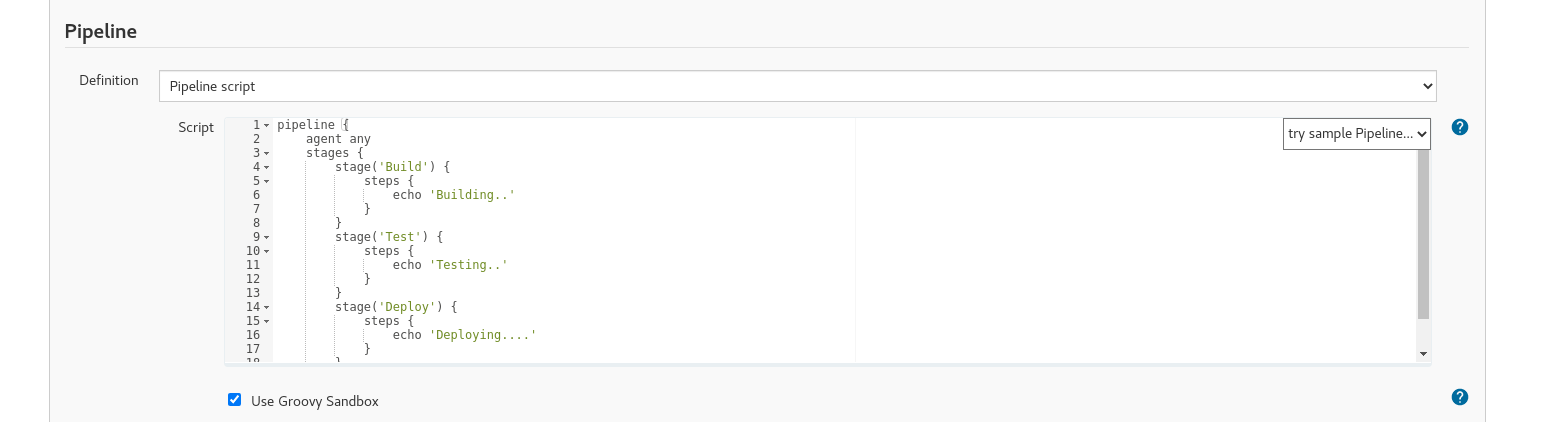 Pipeline
Definition
Pipeline script
Script
try sample Pipeline...
1 pipeline {
2     agent any
3     stages {
4         stage('Build') {
5             steps {
6                 echo 'Building..'
7             }
8         }
9         stage('Test') {
10             steps {
11                 echo 'Testing..'
12             }
13         }
14         stage('Deploy') {
15             steps {
16                 echo 'Deploying....'
17             }
18         }
Use Groovy Sandbox